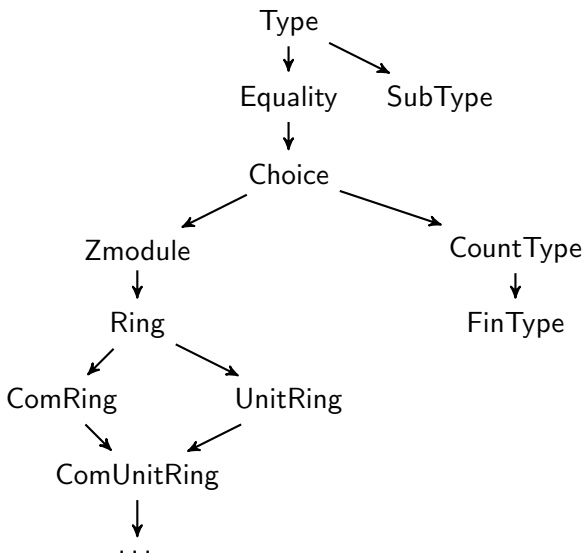 Type
Equality SubType
Choice
Zmodule CountType
Ring FinType
ComRing UnitRing
ComUnitRing
...